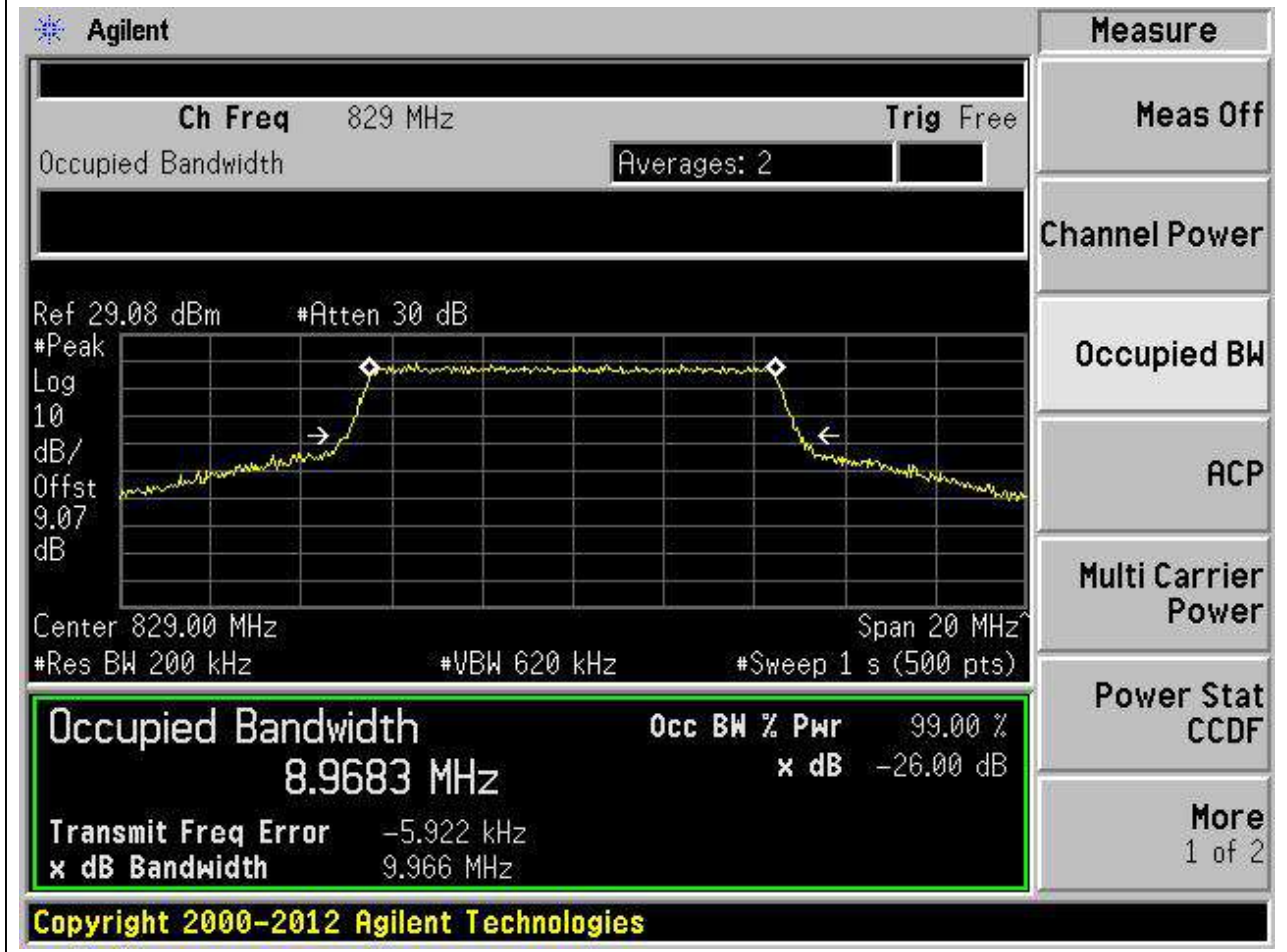 Agilent
Measure
Ch Freq 829 MHz Trig Free
Occupied Bandwidth Averages: 2
Ref 29.08 dBm #Atten 30 dB
#Peak
Log
10
dB/
Offst
9.07
dB
Center 829.00 MHz Span 20 MHz^
#Res BW 200 kHz #VBW 620 kHz #Sweep 1 s (500 pts)
Occupied Bandwidth Occ BW % Pwr 99.00 %
8.9683 MHz x dB -26.00 dB
Transmit Freq Error -5.922 kHz
x dB Bandwidth 9.966 MHz
Copyright 2000-2012 Agilent Technologies
Meas Off
Channel Power
Occupied BW
ACP
Multi Carrier
Power
Power Stat
CCDF
More
1 of 2